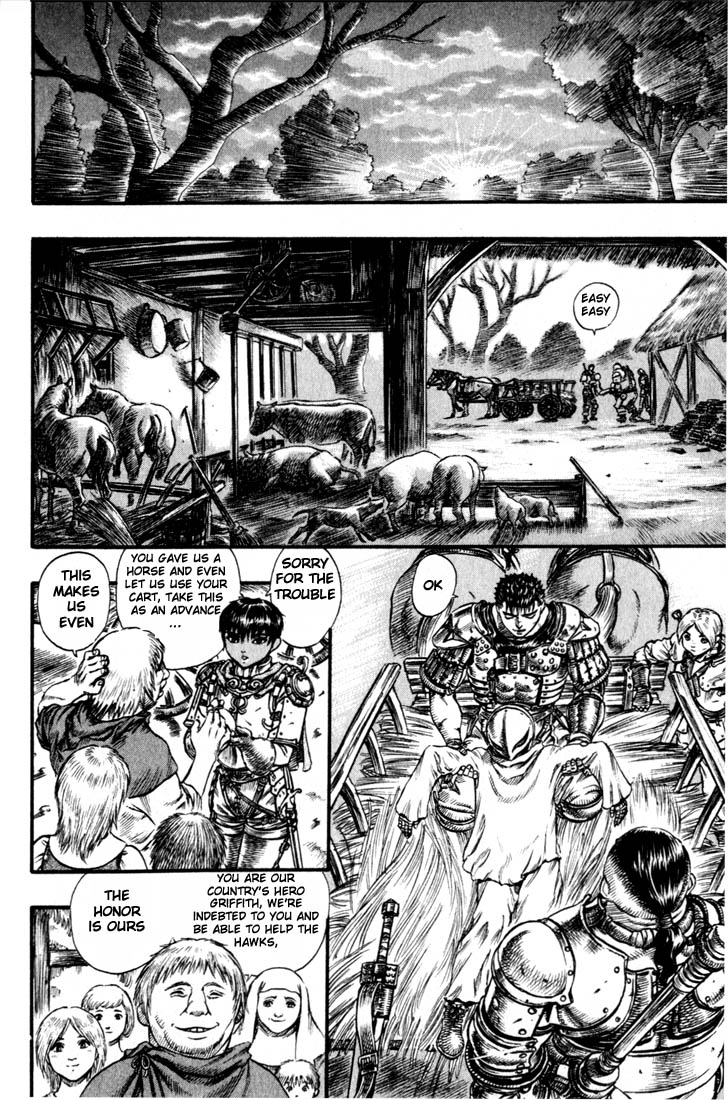 EASY
EASY
OK
SORRY
FOR THE
TROUBLE
YOU GAVE US A
HORSE AND EVEN
LET US USE YOUR
CART, TAKE THIS
AS AN ADVANCE
...
THIS
MAKES
US
EVEN
YOU ARE OUR
COUNTRY'S HERO
GRIFFITH, WE'RE
INDEBTED TO YOU AND
BE ABLE TO HELP THE
HAWKS,
THE
HONOR
IS OURS